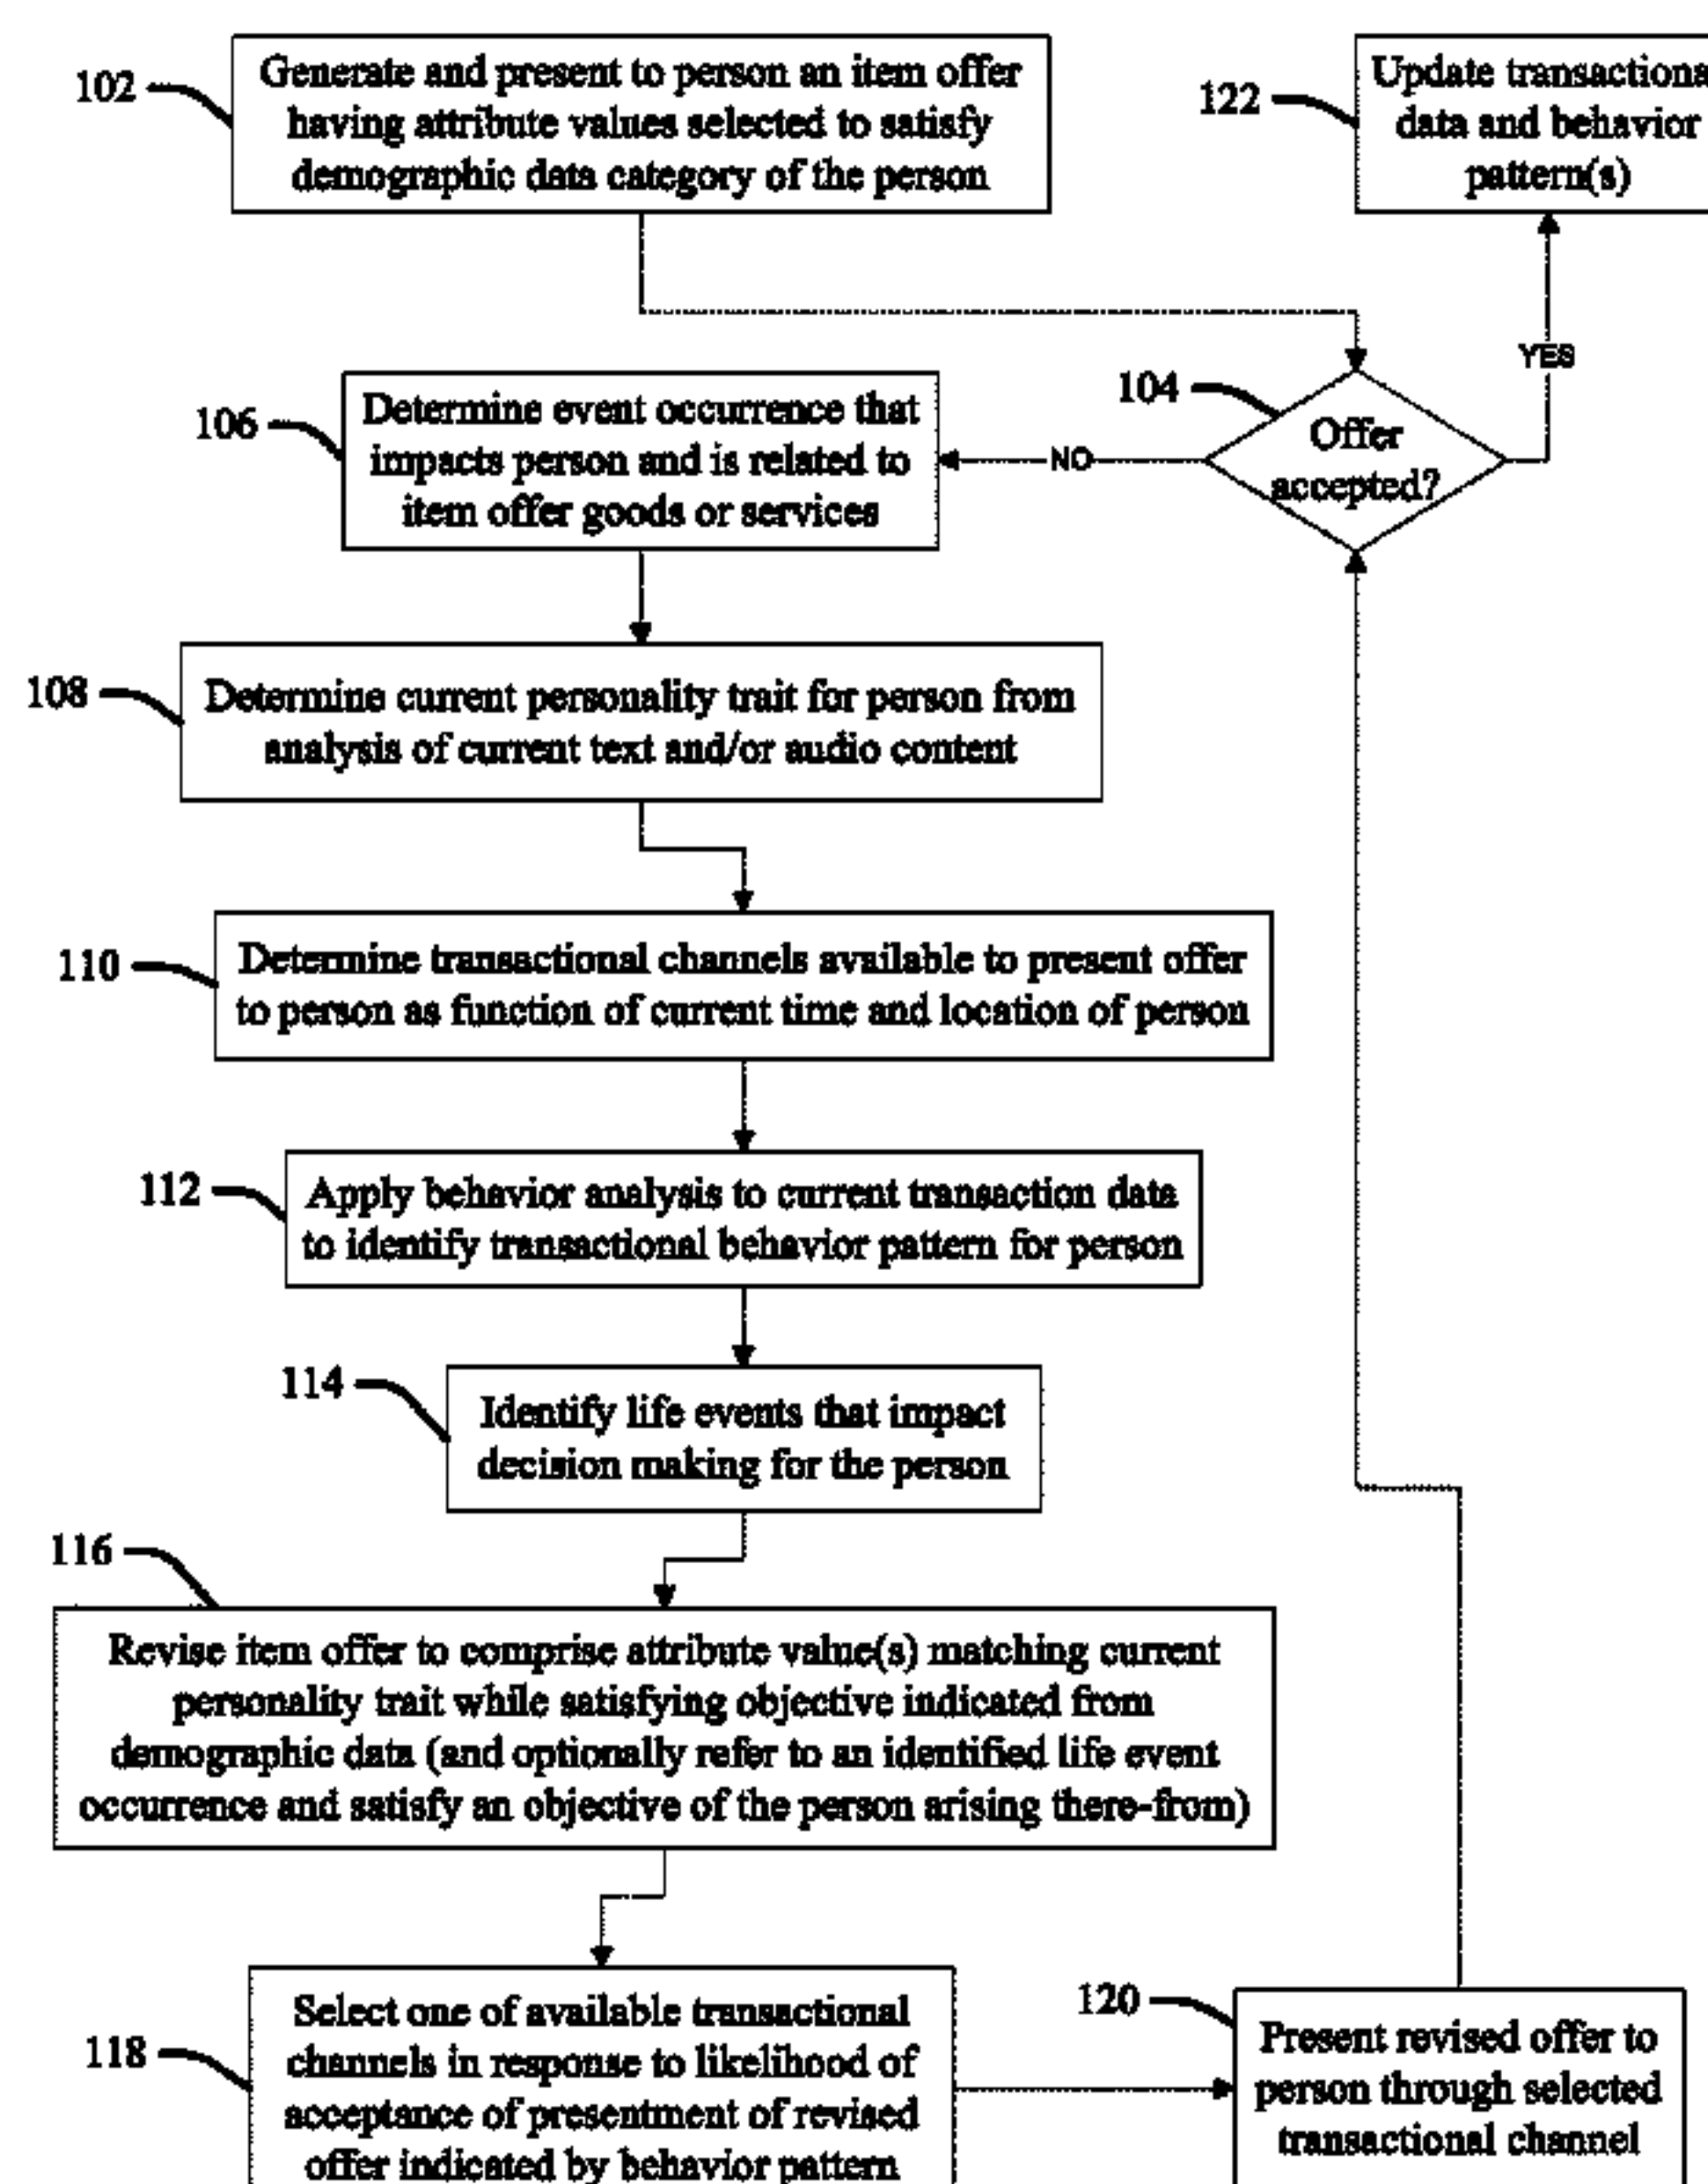 102
Generate and present to person an item offer
having attribute values selected to satisfy
demographic data category of the person
122
Update
data and behavior
pattern(s)
YES
104
Offer
accepted?
NO
106
Determine event occurrence that
impacts person and is related to
item offer goods or services
108
Determine current personality trait for person from
analysis of current text and/or audio content
110
Determine transactional channels available to present offer
to person as function of current time and location of person
112
Apply behavior analysis to current transaction data
to identify transactional behavior pattern for person
114
Identify life events that impact
decision making for the person
116
Revise item offer to comprise attribute value(s) matching current
personality trait while satisfying objective indicated from
demographic data (and optionally refer to an identified life event
occurrence and satisfy an objective of the person arising there-from)
118
Select one of available transactional
channels in response to likelihood of
acceptance of presentment of revised
offer indicated by behavior pattern
120
Present revised offer to
person through selected
transactional channel